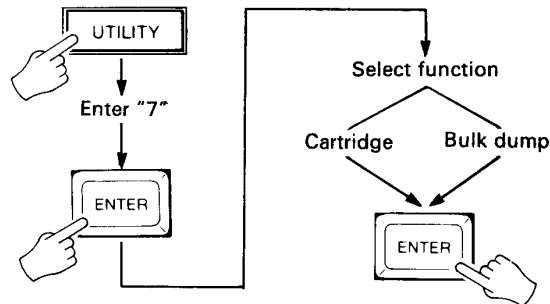 UTILITY
Enter "7"
ENTER
Select function
Cartridge
Bulk dump
ENTER